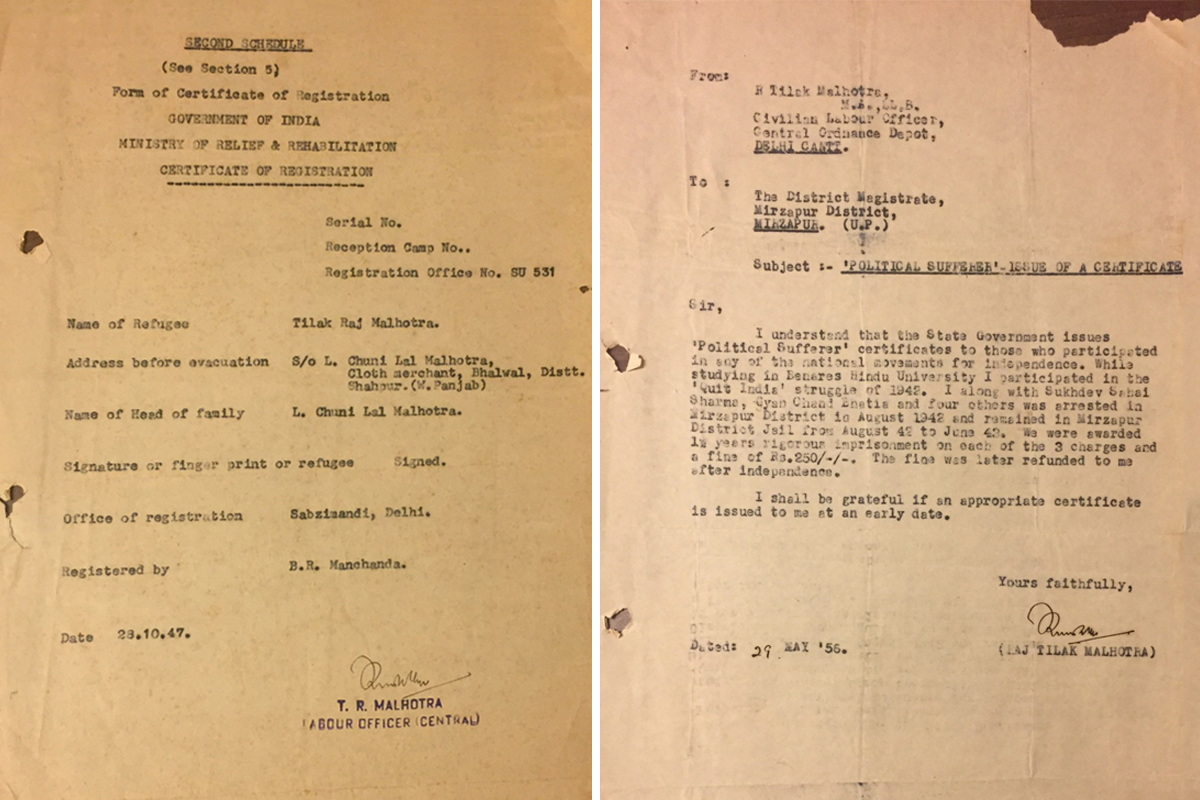 SECOND SCHEDULE
(See Section 5)
Form of Certificate of Registration
GOVERNMENT OF INDIA
MINISTRY OF RELIEF & REHABILITATION
CERTIFICATE OF REGISTRATION
Serial No.
Reception Camp No..
Registration Office No. SU 531
Name of Refugee Tilak Raj Malhotra.
Address before evacuation S/o L. Chuni Lal Malhotra,
Cloth merchant, Bhalwal, Distt.
Shahpur.(W.Panjab)
Name of Head of family L. Chuni Lal Malhotra.
Signature or finger print or refugee Signed.
Office of registration Sabzimandi, Delhi.
Registered by B.R. Manchanda.
Date 28.10.47.
T. R. MALHOTRA
LABOUR OFFICER (CENTRAL)
From:
R Tilak Malhotra,
M.A.,LL.B.
Civilian Labour Officer,
Central Ordnance Depot,
DELHI CANTT.
To :
The District Magistrate,
Mirzapur District,
MIRZAPUR. (U.P.)
Subject :- 'POLITICAL SUFFERER'-ISSUE OF A CERTIFICATE
Sir,
I understand that the State Government issues
'Political Sufferer' certificates to those who participated
in any of the national movements for independence. While
studying in Benares Hindu University I participated in the
'Quit India' struggle of 1942. I along with Sukhdev Sahai
Sharma, Gyan Chand Bhatia and four others was arrested in
Mirzapur District in August 1942 and remained in Mirzapur
District Jail from August 42 to June 43. We were awarded
1½ years rigorous imprisonment on each of the 3 charges and
a fine of Rs.250/-/-. The fine was later refunded to me
after independence.
I shall be grateful if an appropriate certificate
is issued to me at an early date.
Yours faithfully,
Dated: 29 MAY '56.
(RAJ TILAK MALHOTRA)